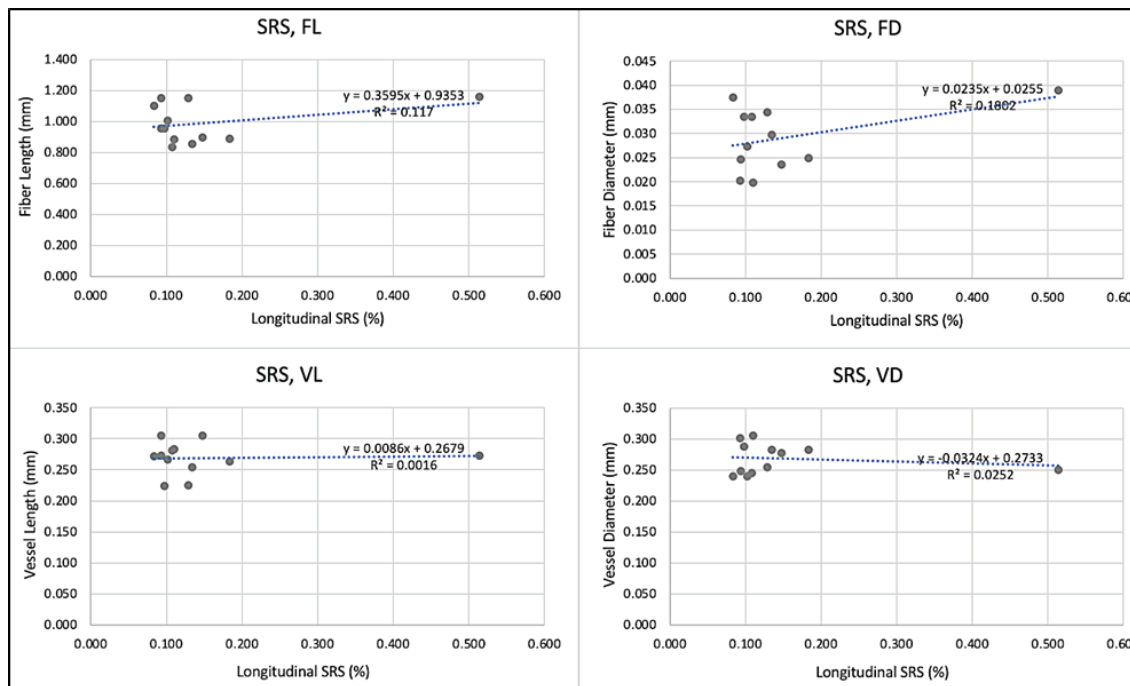 SRS, FL
1.400
1.200
1.000
0.800
0.600
0.400
0.200
0.000
Fiber Length (mm)
y = 0.3595x + 0.9353
R² = 0.117
0.000 0.100 0.200 0.300 0.400 0.500 0.600
Longitudinal SRS (%)
SRS, FD
0.045
0.040
0.035
0.030
0.025
0.020
0.015
0.010
0.005
0.000
Fiber Diameter (mm)
y = 0.0235x + 0.0255
R² = 0.1802
0.000 0.100 0.200 0.300 0.400 0.500 0.60
Longitudinal SRS (%)
SRS, VL
0.350
0.300
0.250
0.200
0.150
0.100
0.050
0.000
Vessel Length (mm)
y = 0.0086x + 0.2679
R² = 0.0016
0.000 0.100 0.200 0.300 0.400 0.500 0.600
Longitudinal SRS (%)
SRS, VD
0.350
0.300
0.250
0.200
0.150
0.100
0.050
0.000
Vessel Diameter (mm)
y = -0.0324x + 0.2733
R² = 0.0252
0.000 0.100 0.200 0.300 0.400 0.500 0.600
Longitudinal SRS (%)